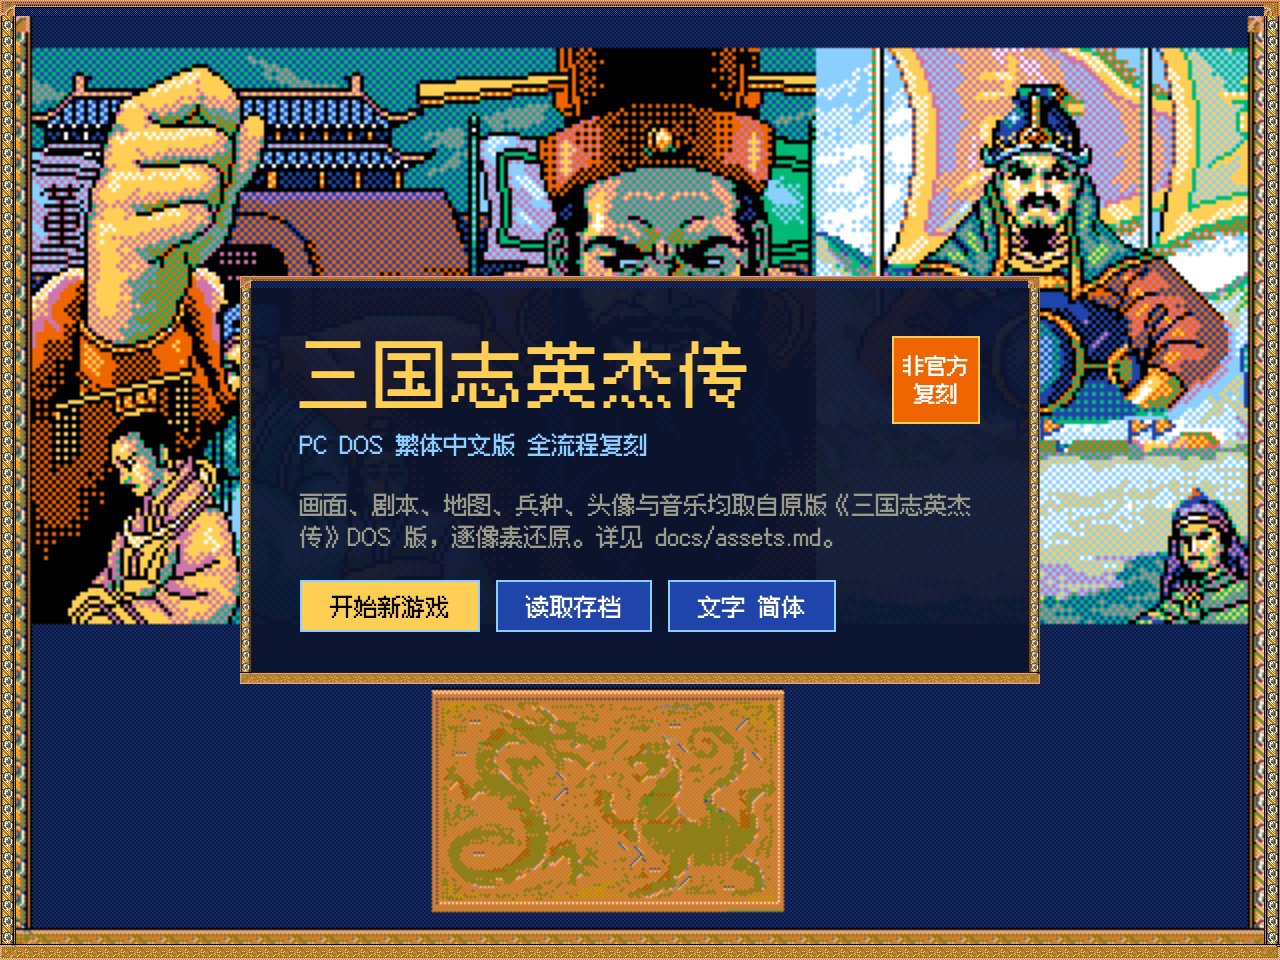 董
三国志英杰传
非官方
复刻
PC DOS 繁体中文版 全流程复刻
画面、剧本、地图、兵种、头像与音乐均取自原版《三国志英杰
传》DOS 版，逐像素还原。详见 docs/assets.md。
开始新游戏
读取存档
文字 简体